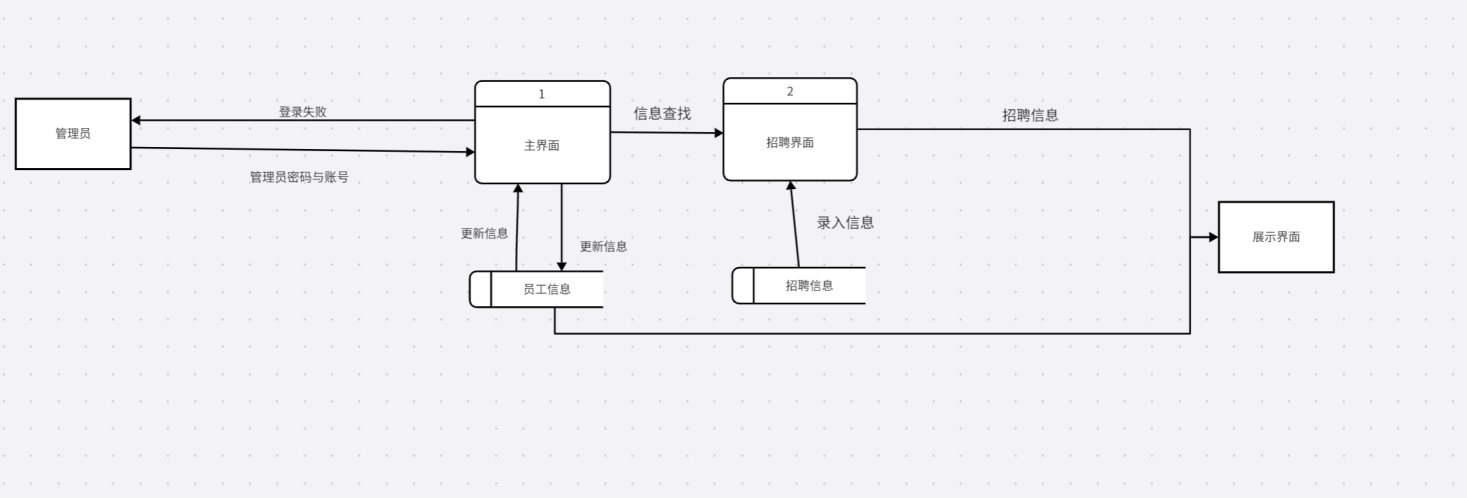 1
2
登录失败
信息查找
招聘信息
管理员
主界面
招聘界面
管理员密码与账号
录入信息
更新信息
更新信息
展示界面
员工信息
招聘信息